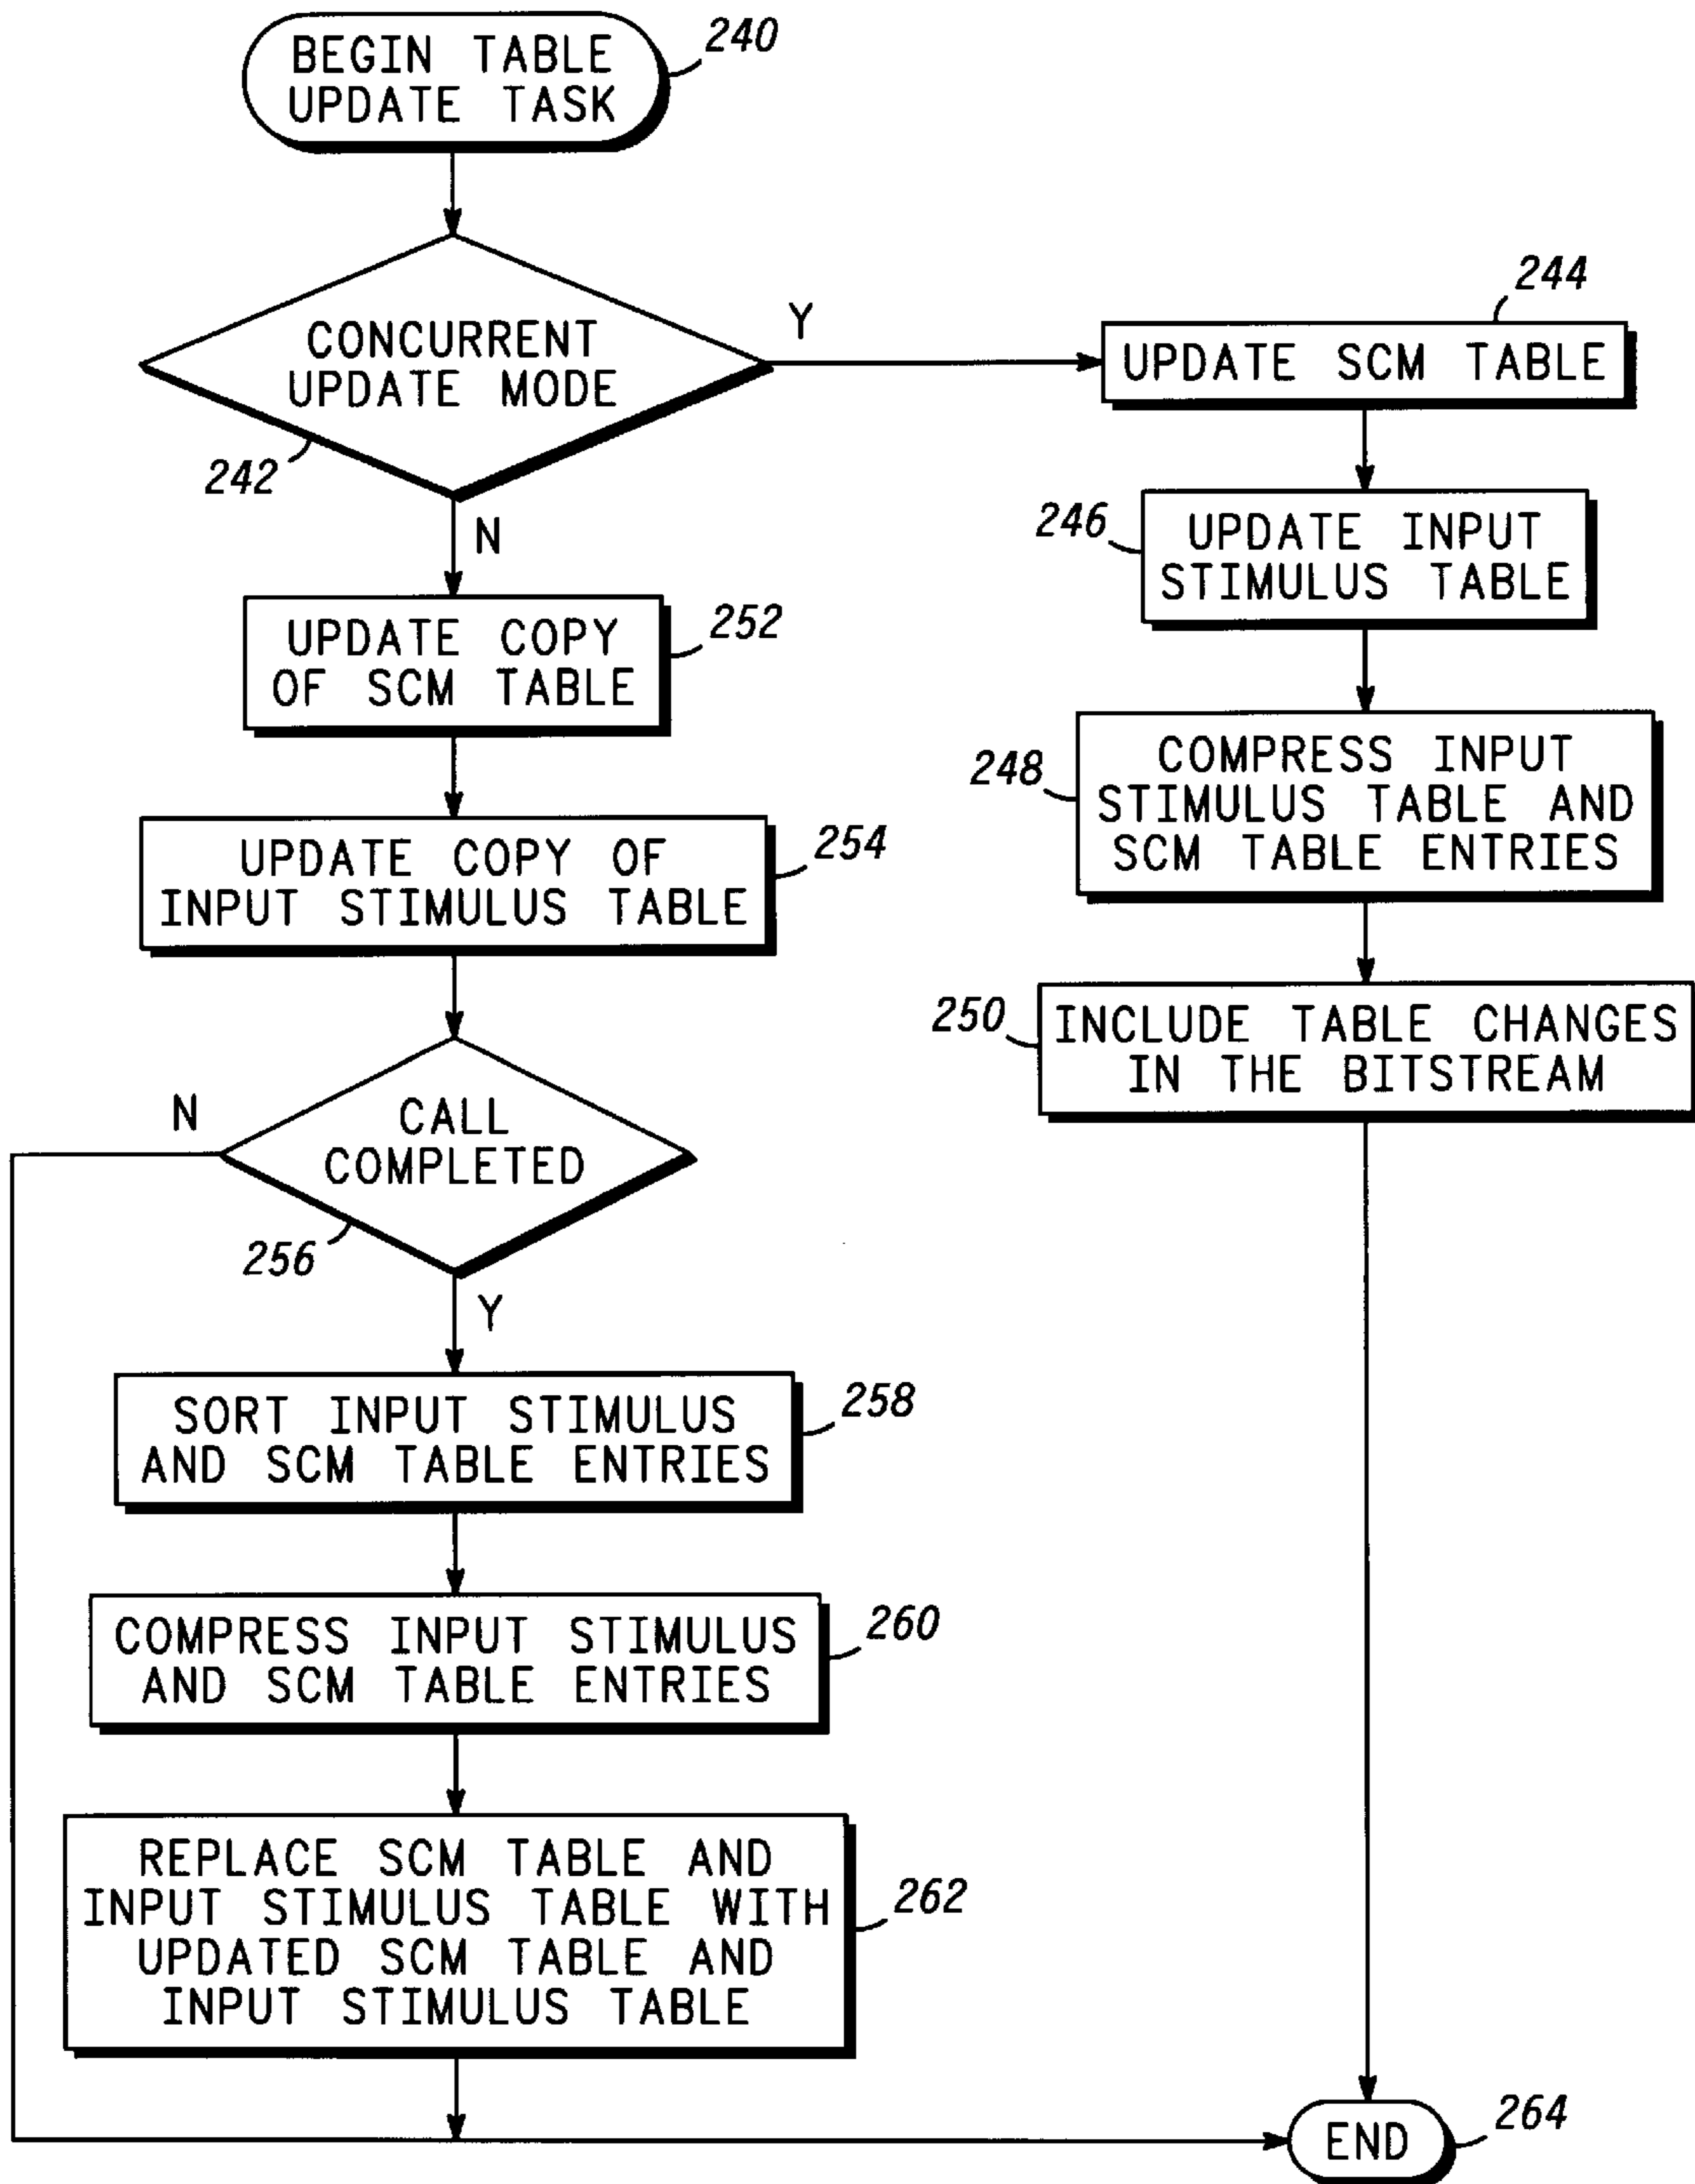 BEGIN TABLE
UPDATE TASK
240
CONCURRENT
UPDATE MODE
242
Y
N
244
UPDATE SCM TABLE
246
UPDATE INPUT
STIMULUS TABLE
248
COMPRESS INPUT
STIMULUS TABLE AND
SCM TABLE ENTRIES
250
INCLUDE TABLE CHANGES
IN THE BITSTREAM
252
UPDATE COPY
OF SCM TABLE
254
UPDATE COPY OF
INPUT STIMULUS TABLE
N
CALL
COMPLETED
256
Y
258
SORT INPUT STIMULUS
AND SCM TABLE ENTRIES
260
COMPRESS INPUT STIMULUS
AND SCM TABLE ENTRIES
262
REPLACE SCM TABLE AND
INPUT STIMULUS TABLE WITH
UPDATED SCM TABLE AND
INPUT STIMULUS TABLE
END
264